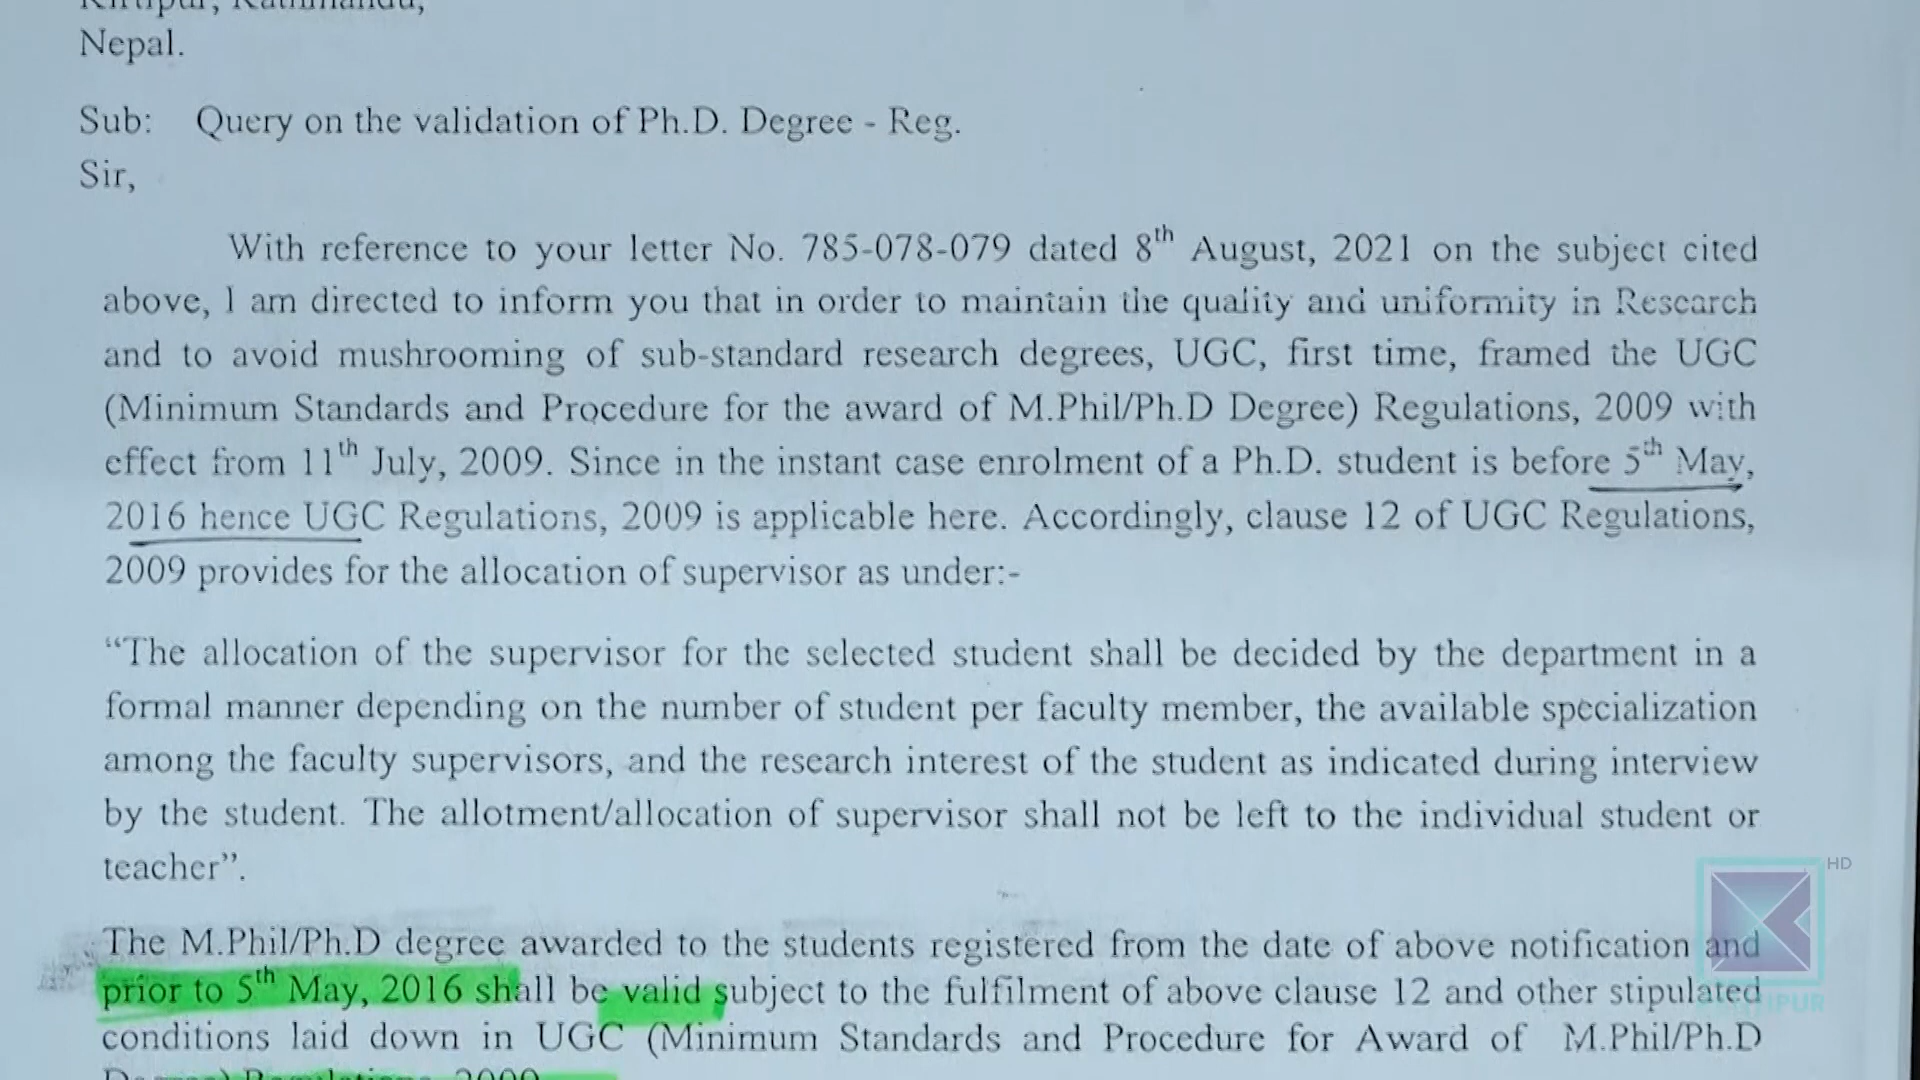 Kirtipur, Kathmandu,
Nepal.
Sub: Query on the validation of Ph.D. Degree - Reg.
Sir,
With reference to your letter No. 785-078-079 dated 8th August, 2021 on the subject cited
above, I am directed to inform you that in order to maintain the quality and uniformity in Research
and to avoid mushrooming of sub-standard research degrees, UGC, first time, framed the UGC
(Minimum Standards and Procedure for the award of M.Phil/Ph.D Degree) Regulations, 2009 with
effect from 11th July, 2009. Since in the instant case enrolment of a Ph.D. student is before 5th May,
2016 hence UGC Regulations, 2009 is applicable here. Accordingly, clause 12 of UGC Regulations,
2009 provides for the allocation of supervisor as under:-
“The allocation of the supervisor for the selected student shall be decided by the department in a
formal manner depending on the number of student per faculty member, the available specialization
among the faculty supervisors, and the research interest of the student as indicated during interview
by the student. The allotment/allocation of supervisor shall not be left to the individual student or
teacher”.
The M.Phil/Ph.D degree awarded to the students registered from the date of above notification and
prior to 5th May, 2016 shall be valid subject to the fulfilment of above clause 12 and other stipulated
conditions laid down in UGC (Minimum Standards and Procedure for Award of M.Phil/Ph.D
Degree) Regulations, 2009
HD
KANTIPUR